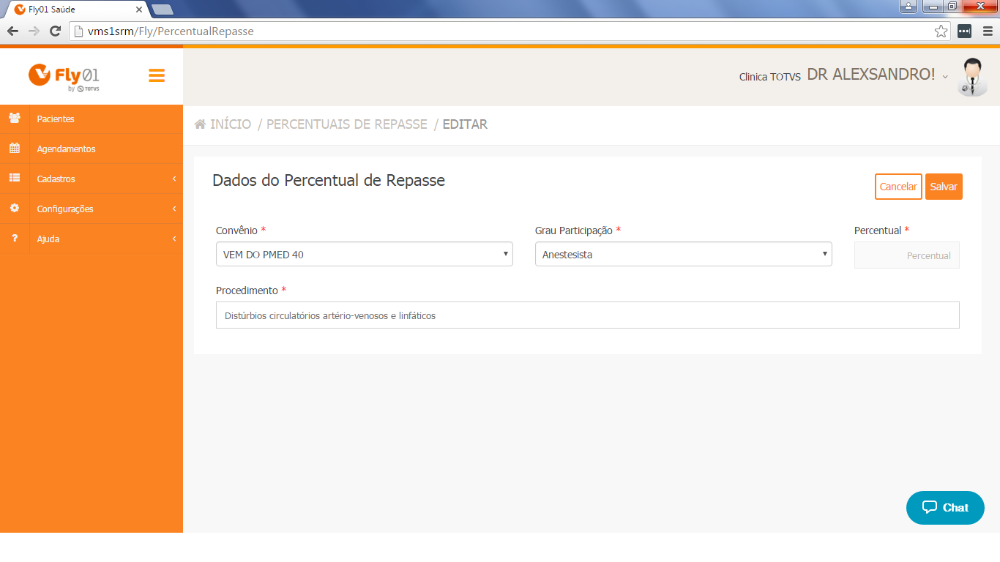 Fly01 Saúde
vms1srm/Fly/PercentualRepasse
Fly01
by TOTVS
Clinica TOTVS DR ALEXSANDRO!
Pacientes
Agendamentos
Cadastros
Configurações
Ajuda
INÍCIO / PERCENTUAIS DE REPASSE / EDITAR
Dados do Percentual de Repasse
Cancelar Salvar
Convênio * Grau Participação * Percentual *
VEM DO PMED 40 Anestesista Percentual
Procedimento *
Distúrbios circulatórios artério-venosos e linfáticos
Chat